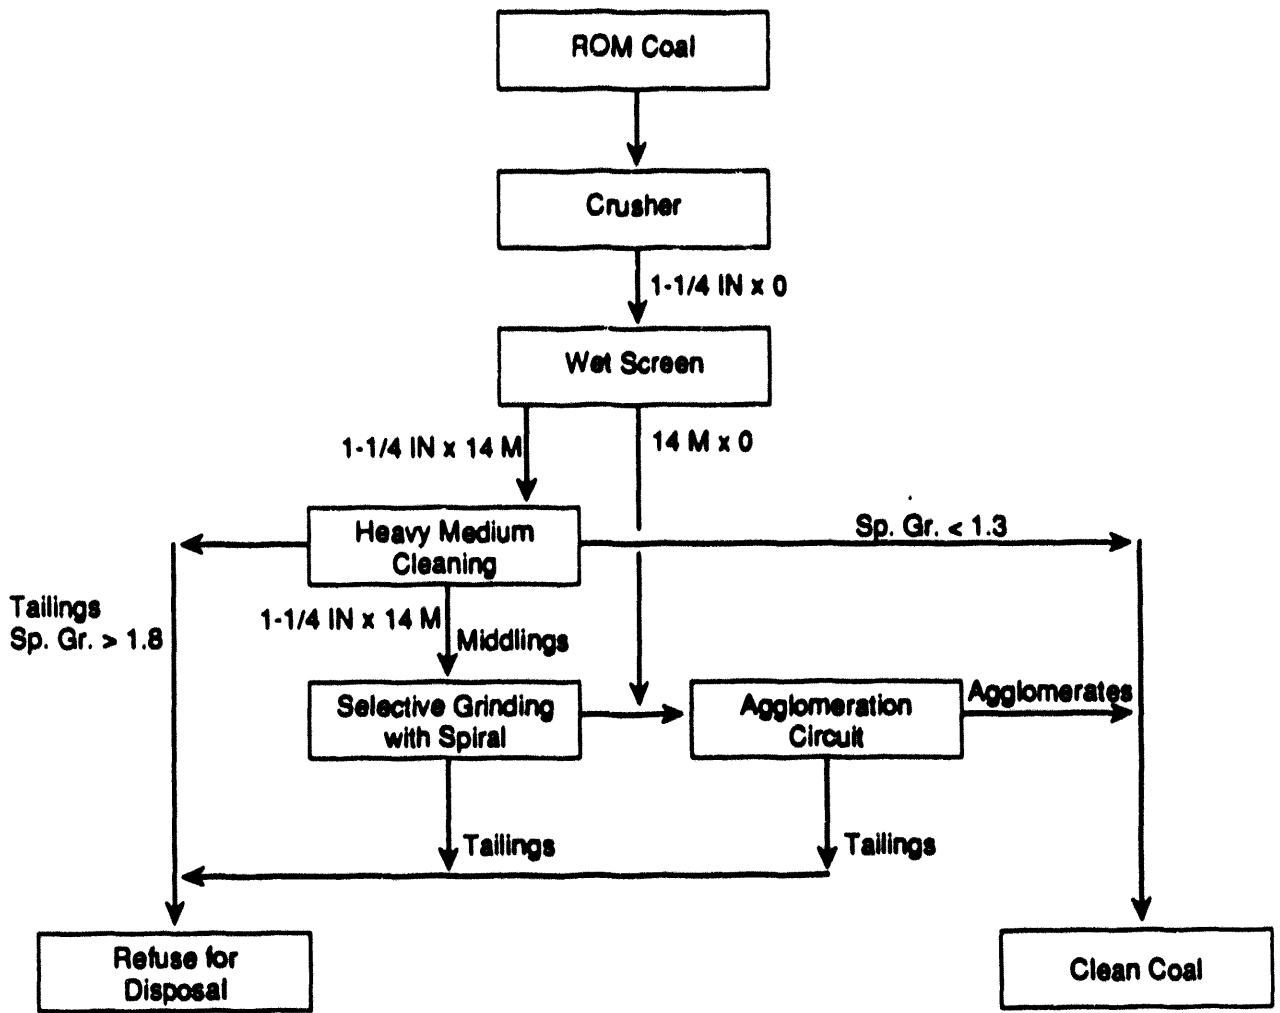 ROM Coal
Crusher
1-1/4 IN x 0
Wet Screen
1-1/4 IN x 14 M
14 M x 0
Heavy Medium
Cleaning
Sp. Gr. < 1.3
Tailings
Sp. Gr. > 1.8
1-1/4 IN x 14 M
Middlings
Selective Grinding
with Spiral
Agglomeration
Circuit
Agglomerates
Tailings
Tailings
Refuse for
Disposal
Clean Coal